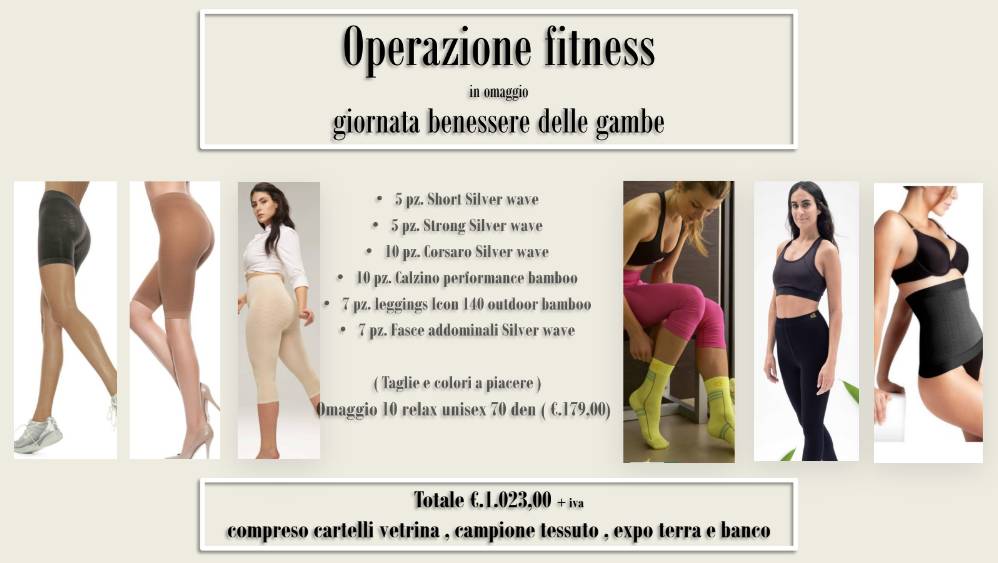 Operazione fitness
in omaggio
giornata benessere delle gambe
• 5 pz. Short Silver wave
• 5 pz. Strong Silver wave
• 10 pz. Corsaro Silver wave
• 10 pz. Calzino performance bamboo
• 7 pz. leggings Icon 140 outdoor bamboo
• 7 pz. Fasce addominali Silver wave
( Taglie e colori a piacere )
Omaggio 10 relax unisex 70 den ( €.179,00)
Totale €.1.023,00 + iva
compreso cartelli vetrina , campione tessuto , expo terra e banco